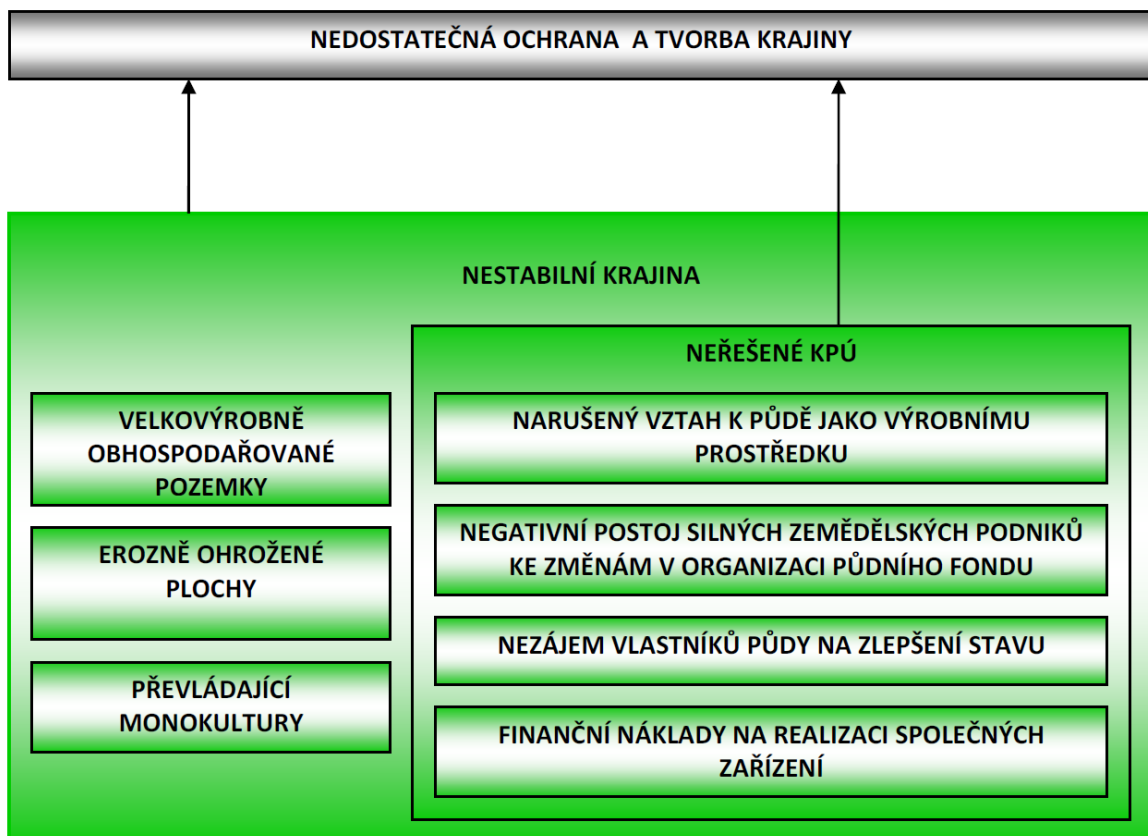 NEDOSTATEČNÁ OCHRANA A TVORBA KRAJINY
NESTABILNÍ KRAJINA
VELKOVÝROBNĚ
OBHOSPODAŘOVANÉ
POZEMKY
EROZNĚ OHROŽENÉ
PLOCHY
PŘEVLÁDAJÍCÍ
MONOKULTURY
NEŘEŠENÉ KPÚ
NARUŠENÝ VZTAH K PŮDĚ JAKO VÝROBNÍMU
PROSTŘEDKU
NEGATIVNÍ POSTOJ SILNÝCH ZEMĚDĚLSKÝCH PODNIKŮ
KE ZMĚNÁM V ORGANIZACI PŮDNÍHO FONDU
NEZÁJEM VLASTNÍKŮ PŮDY NA ZLEPŠENÍ STAVU
FINANČNÍ NÁKLADY NA REALIZACI SPOLEČNÝCH
ZAŘÍZENÍ